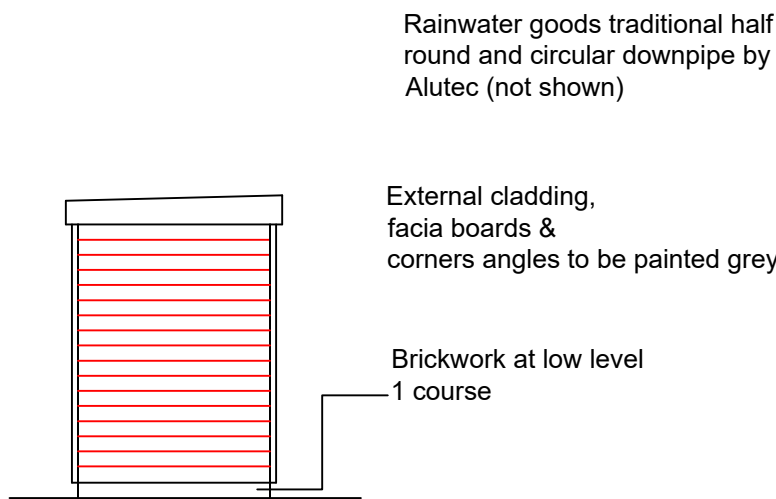 Rainwater goods traditional half
round and circular downpipe by
Alutec (not shown)
External cladding,
facia boards &
corners angles to be painted grey
Brickwork at low level
1 course